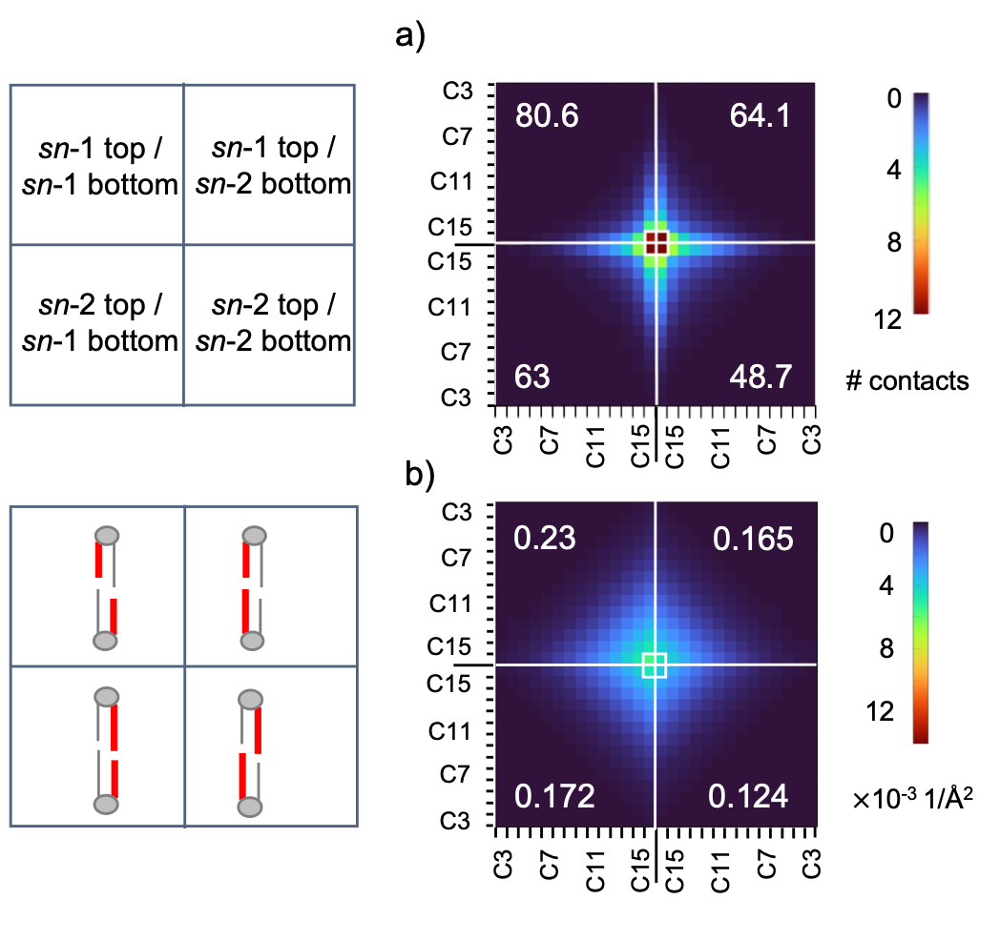 a)
sn-1 top /
sn-1 bottom
sn-1 top /
sn-2 bottom
sn-2 top /
sn-1 bottom
sn-2 top /
sn-2 bottom
C3
C7
C11
C15
C15
C11
C7
C3
80.6
64.1
63
48.7
C3
C7
C11
C15
C15
C11
C7
C3
0
4
8
12
# contacts
b)
C3
C7
C11
C15
C15
C11
C7
C3
0.23
0.165
0.172
0.124
C3
C7
C11
C15
C15
C11
C7
C3
0
4
8
12
×10⁻³ 1/Å²